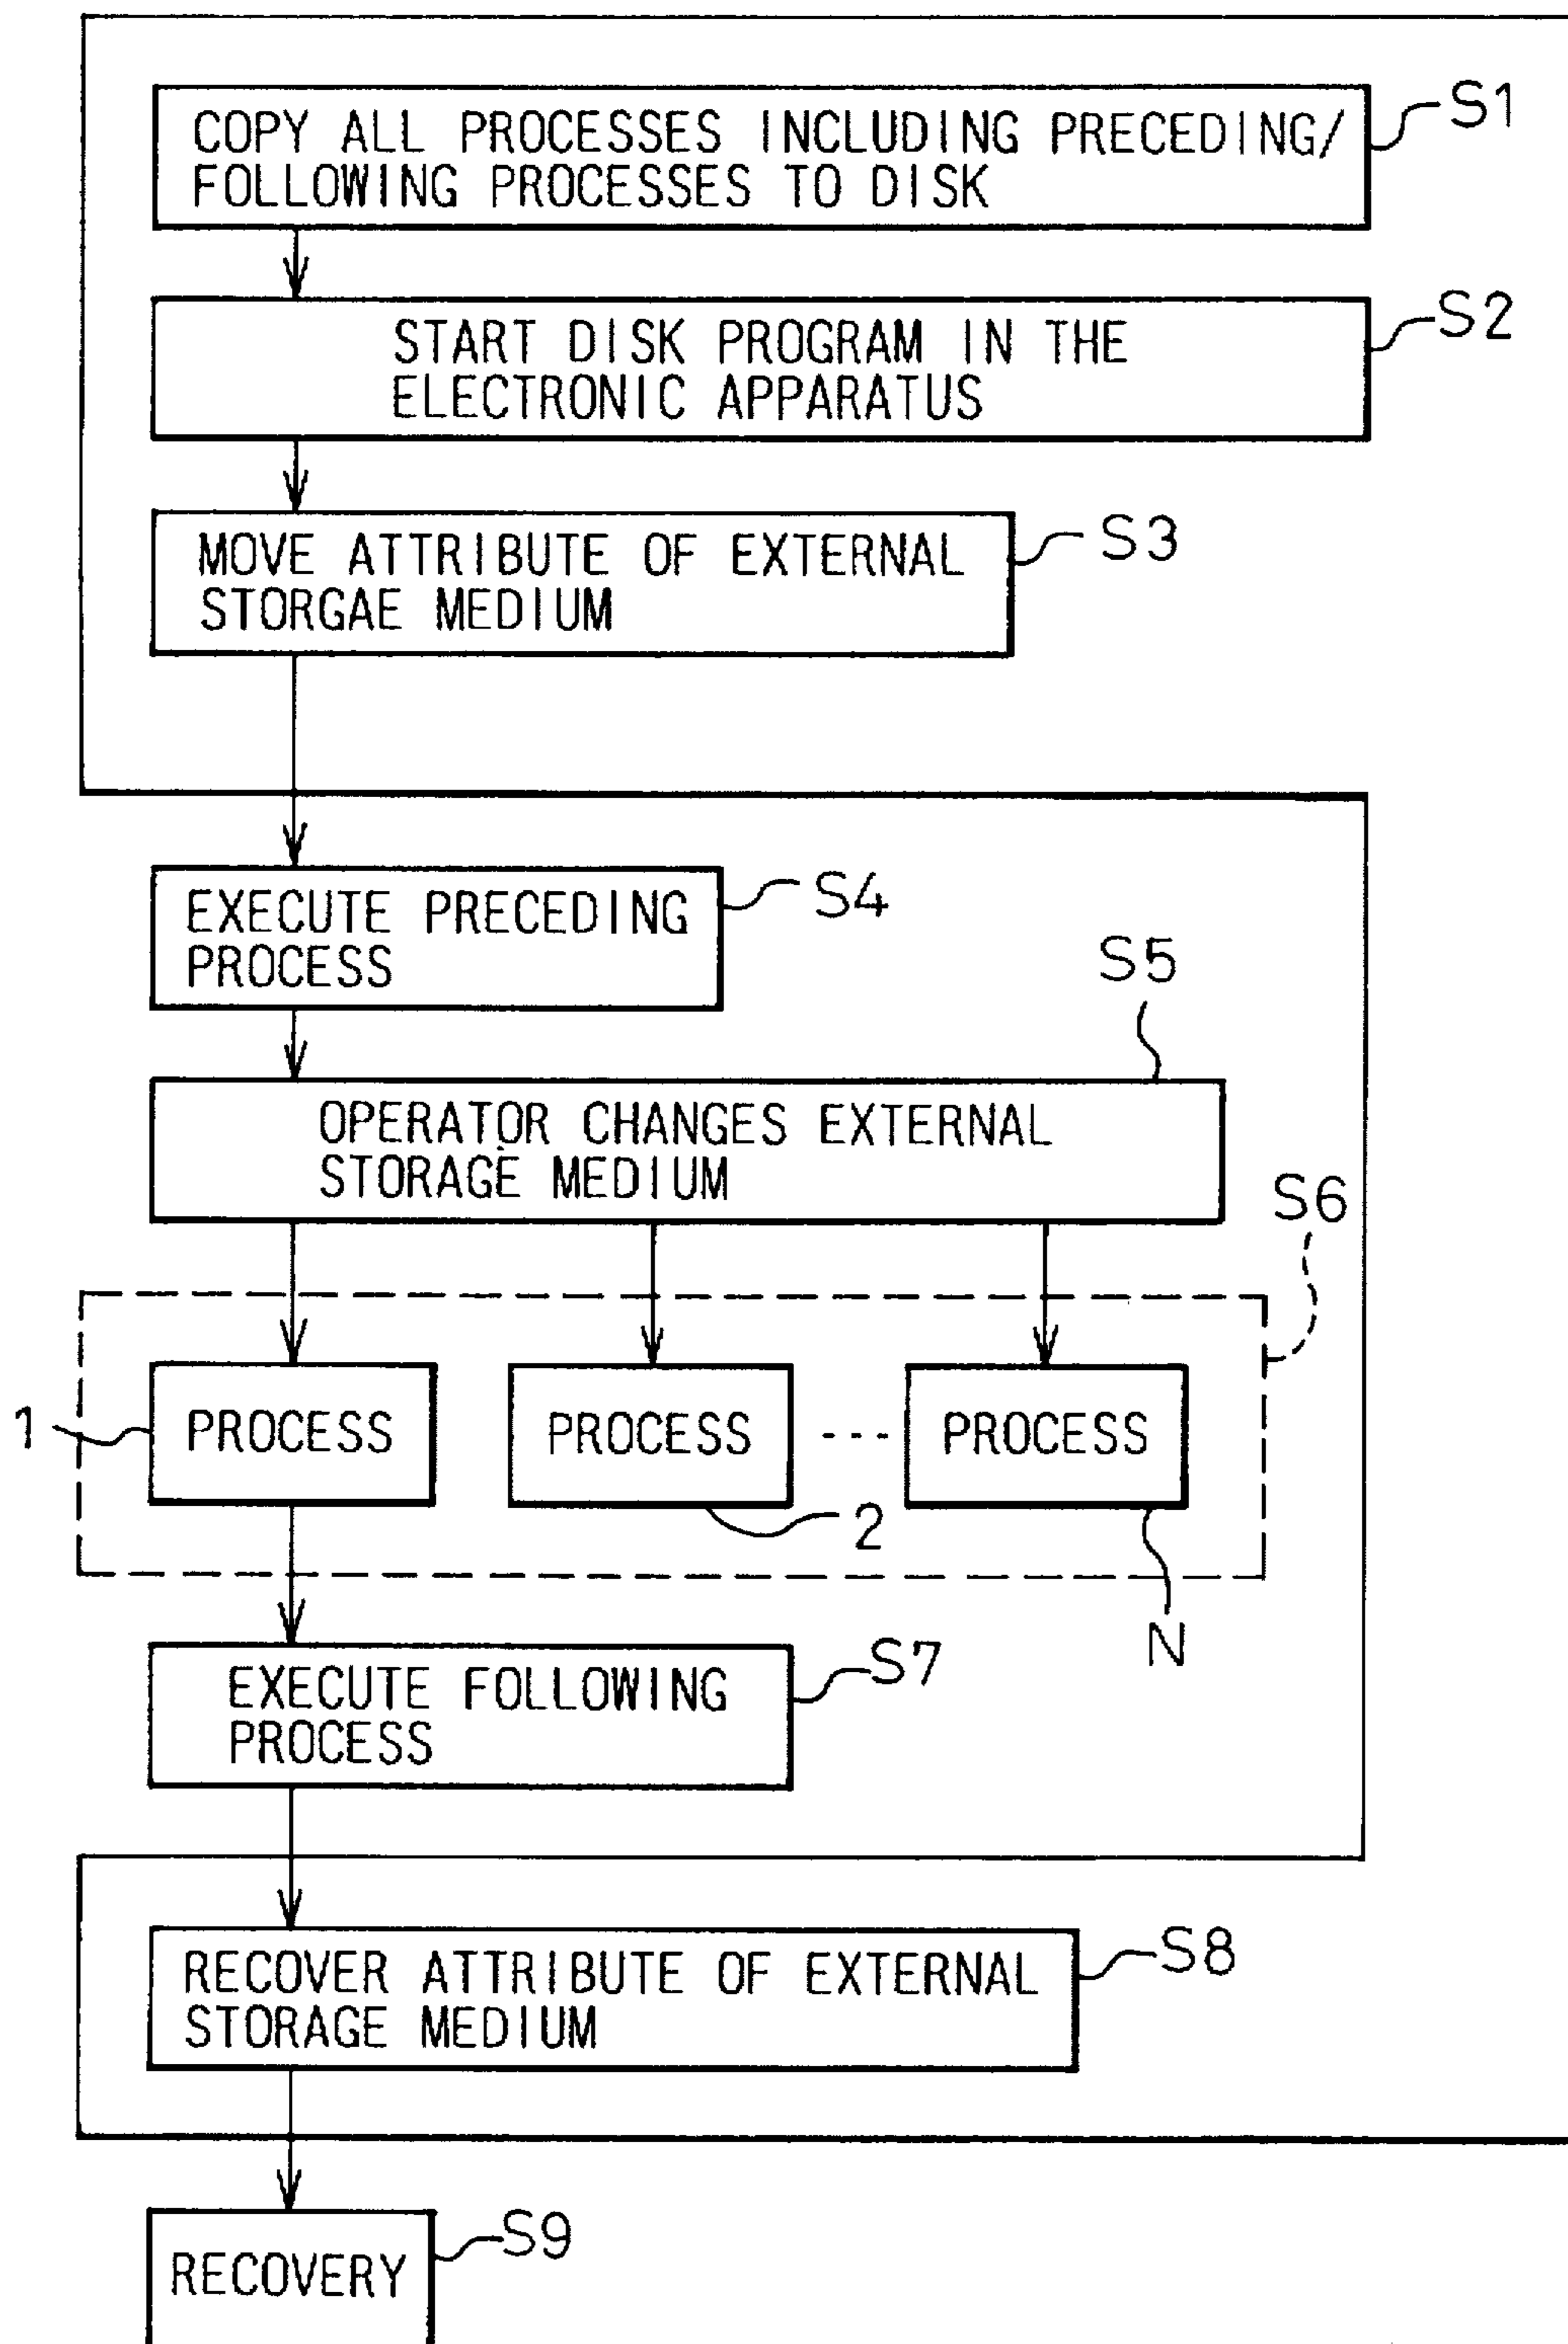 COPY ALL PROCESSES INCLUDING PRECEDING/
FOLLOWING PROCESSES TO DISK
S1
START DISK PROGRAM IN THE
ELECTRONIC APPARATUS
S2
MOVE ATTRIBUTE OF EXTERNAL
STORGAE MEDIUM
S3
EXECUTE PRECEDING
PROCESS
S4
S5
OPERATOR CHANGES EXTERNAL
STORAGE MEDIUM
S6
1
PROCESS
PROCESS
---
PROCESS
2
N
EXECUTE FOLLOWING
PROCESS
S7
RECOVER ATTRIBUTE OF EXTERNAL
STORAGE MEDIUM
S8
RECOVERY
S9